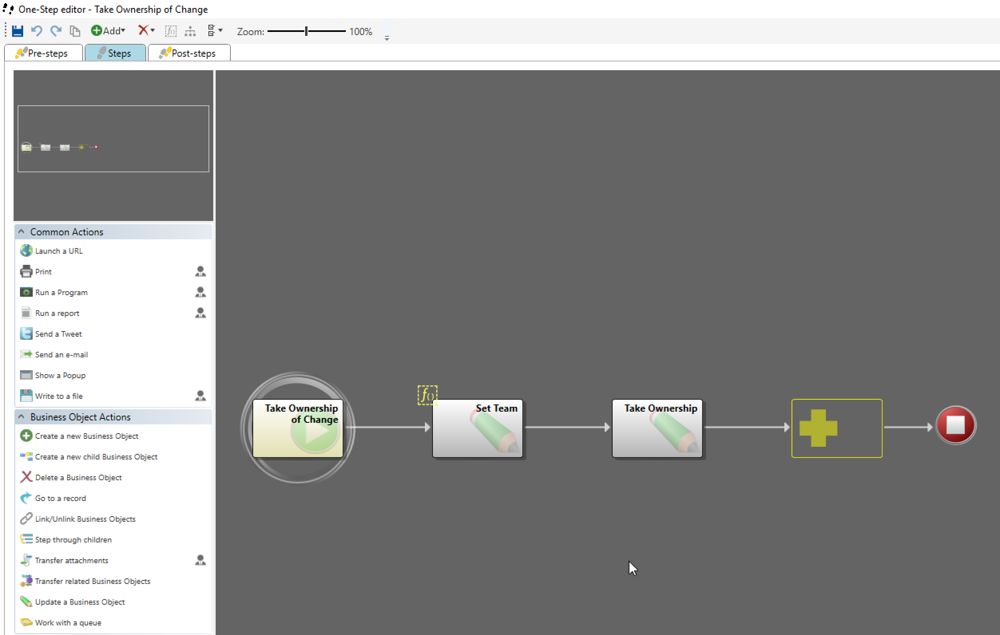 One-Step editor - Take Ownership of Change
Add
Zoom:
100%
Pre-steps
Steps
Post-steps
Common Actions
Launch a URL
Print
Run a Program
Run a report
Send a Tweet
Send an e-mail
Show a Popup
Write to a file
Business Object Actions
Create a new Business Object
Create a new child Business Object
Delete a Business Object
Go to a record
Link/Unlink Business Objects
Step through children
Transfer attachments
Transfer related Business Objects
Update a Business Object
Work with a queue
Take Ownership
of Change
f()
Set Team
Take Ownership